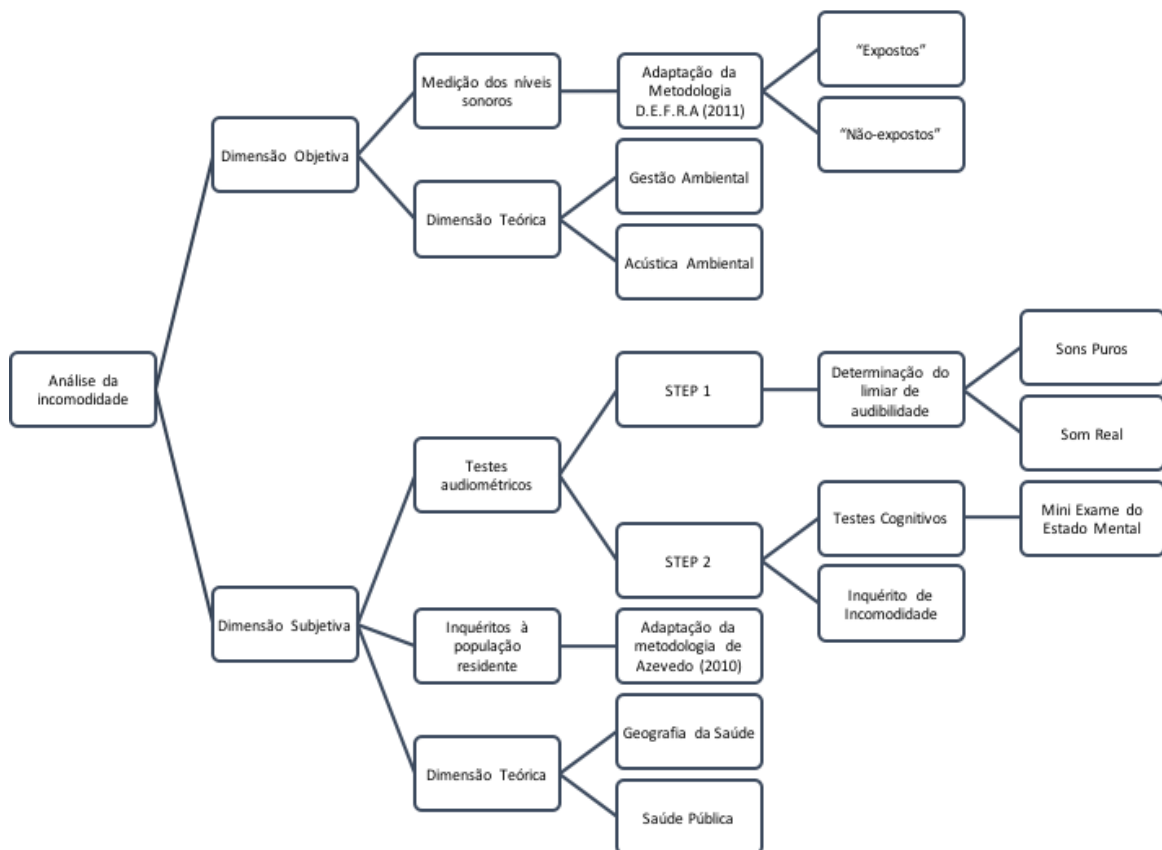 Análise da
incomodidade
Dimensão Objetiva
Medição dos níveis
sonoros
Adaptação da
Metodologia
D.E.F.R.A (2011)
“Expostos”
“Não-expostos”
Dimensão Teórica
Gestão Ambiental
Acústica Ambiental
Dimensão Subjetiva
Testes
audiométricos
STEP 1
Determinação do
limiar de
audibilidade
Sons Puros
Som Real
STEP 2
Testes Cognitivos
Mini Exame do
Estado Mental
Inquérito de
Incomodidade
Inquéritos à
população
residente
Adaptação da
metodologia de
Azevedo (2010)
Dimensão Teórica
Geografia da Saúde
Saúde Pública